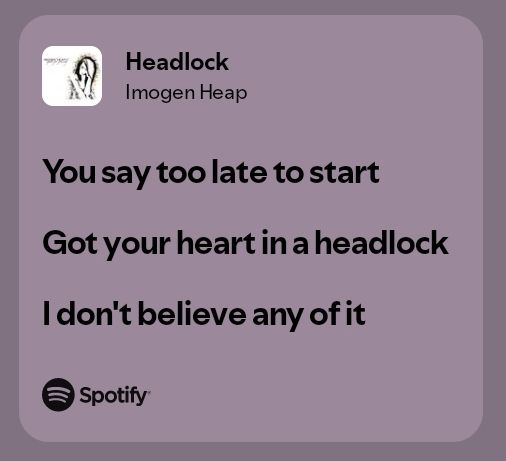 Headlock
Imogen Heap
You say too late to start
Got your heart in a headlock
I don't believe any of it
Spotify